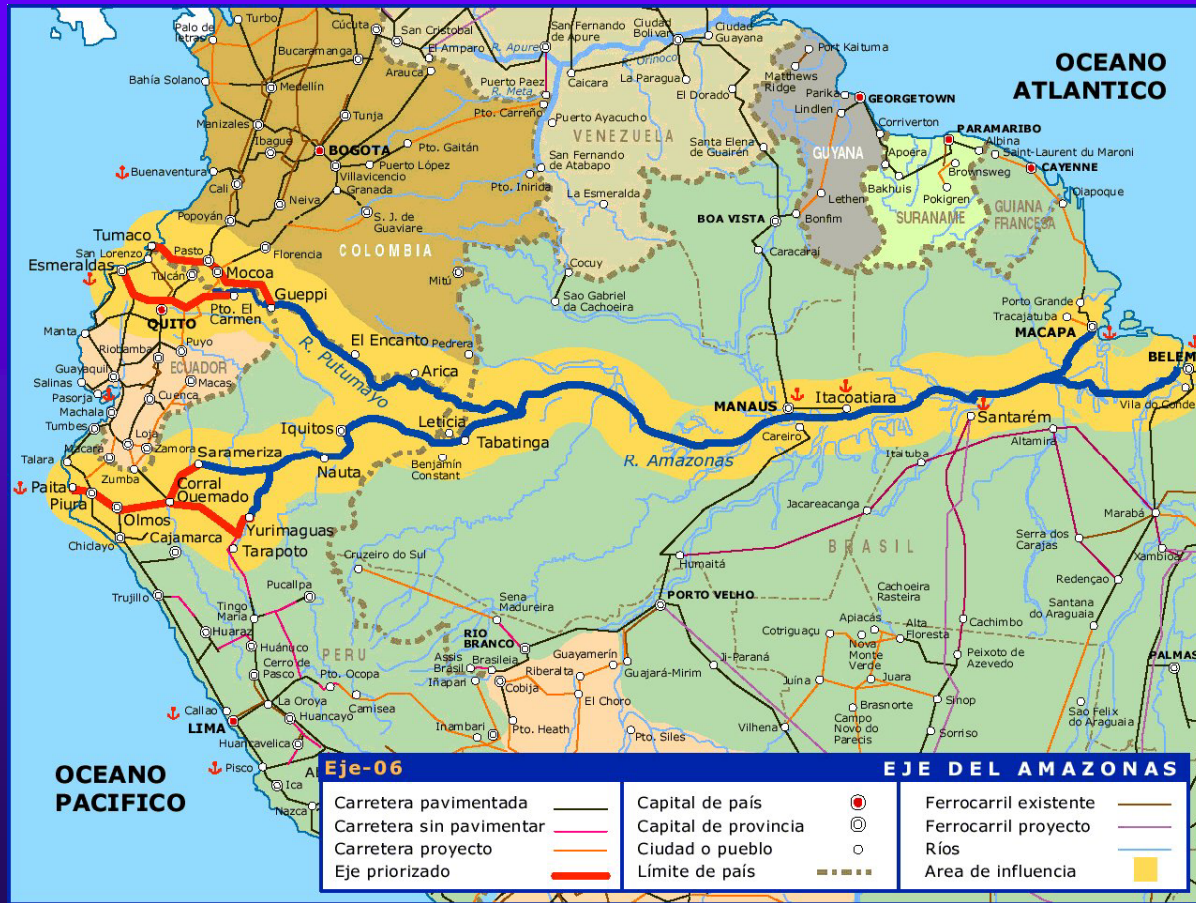 Palo de
letras
Turbo
Cúcuta
San Cristobal
San Fernando
de Apure
Ciudad
Bolivar
Ciudad
Guayana
Port Kaituma
Bucaramanga
El Amparo
R. Apure
R. Orinoco
OCEANO
ATLANTICO
Bahía Solano
Arauca
Caicara
La Paragua
Matthews
Ridge
Medellín
Puerto Paez
R. Meta
El Dorado
Parika
GEORGETOWN
Pto. Carreño
Linden
Manizales
Tunja
Puerto Ayacucho
Corriverton
PARAMARIBO
Ibague
VENEZUELA
Albina
BOGOTA
Pto. Gaitán
Santa Elena
de Guairén
GUYANA
Apoera
Saint-Laurent du Maroni
Buenaventura
Puerto López
San Fernando
de Atabapo
Brownsweg
CAYENNE
Villavicencio
Bakhuis
Cali
Granada
Pto. Inirida
La Esmeralda
Lethen
Pokigren
Oiapoque
Neiva
S. J. de
Guaviare
BOA VISTA
Bonfim
SURANAME
GUIANA
FRANCESA
Popoyán
Tumaco
San Lorenzo
Pasto
Florencia
COLOMBIA
Caracaraí
Esmeraldas
Tulcán
Mocoa
Mitú
Cocuy
Gueppi
Sao Gabriel
da Cachoeira
Porto Grande
Pto. El
Carmen
Tracajatuba
QUITO
MACAPA
Manta
Puyo
El Encanto
Pedrera
Riobamba
BELEM
ECUADOR
R. Putumayo
Arica
Guayaquil
Macas
Salinas
Cuenca
Pasorja
MANAUS
Itacoatiara
Vila do Conde
Machala
Leticia
Santarém
Tumbes
Iquitos
Tabatinga
Careiro
Loja
Altamira
Macara
Zamora
Sarameriza
R. Amazonas
Itaituba
Talara
Nauta
Benjamín
Constant
Zumba
Corral
Quemado
Paita
Piura
Jacareacanga
Marabá
Olmos
Yurimaguas
Chiclayo
Cajamarca
Tarapoto
BRASIL
Serra dos
Carajas
Cruzeiro do Sul
Humaitá
Xambioa
Pucallpa
Redençao
Trujillo
Sena
Madureira
PORTO VELHO
Cachoeira
Rasteira
Santana
do Araguaia
Tingo
Maria
Apiacás
Cachimbo
Huaraz
Cotriguaçu
Alta
Floresta
Huánuco
RIO
BRANCO
Nova
Monte
Verde
PERU
Guayamerín
Ji-Paraná
Peixoto de
Azevedo
PALMAS
Cerro de
Pasco
Assis
Brasil
Brasileia
Riberalta
Guajará-Mirim
Pto. Ocopa
Iñapari
Cobija
Juína
Juara
La Oroya
Camisea
El Choro
Sinop
Callao
Huancayo
Brasnorte
Sao Felix
do Araguaia
LIMA
Inambari
Pto. Heath
Vilhena
Campo
Novo do
Parecis
Sorriso
Huancavelica
Pto. Siles
Pisco
OCEANO
PACIFICO
Ica
Nazca
Eje-06
EJE DEL AMAZONAS
Carretera pavimentada
Capital de país
Ferrocarril existente
Carretera sin pavimentar
Capital de provincia
Ferrocarril proyecto
Carretera proyecto
Ciudad o pueblo
Ríos
Eje priorizado
Límite de país
Area de influencia